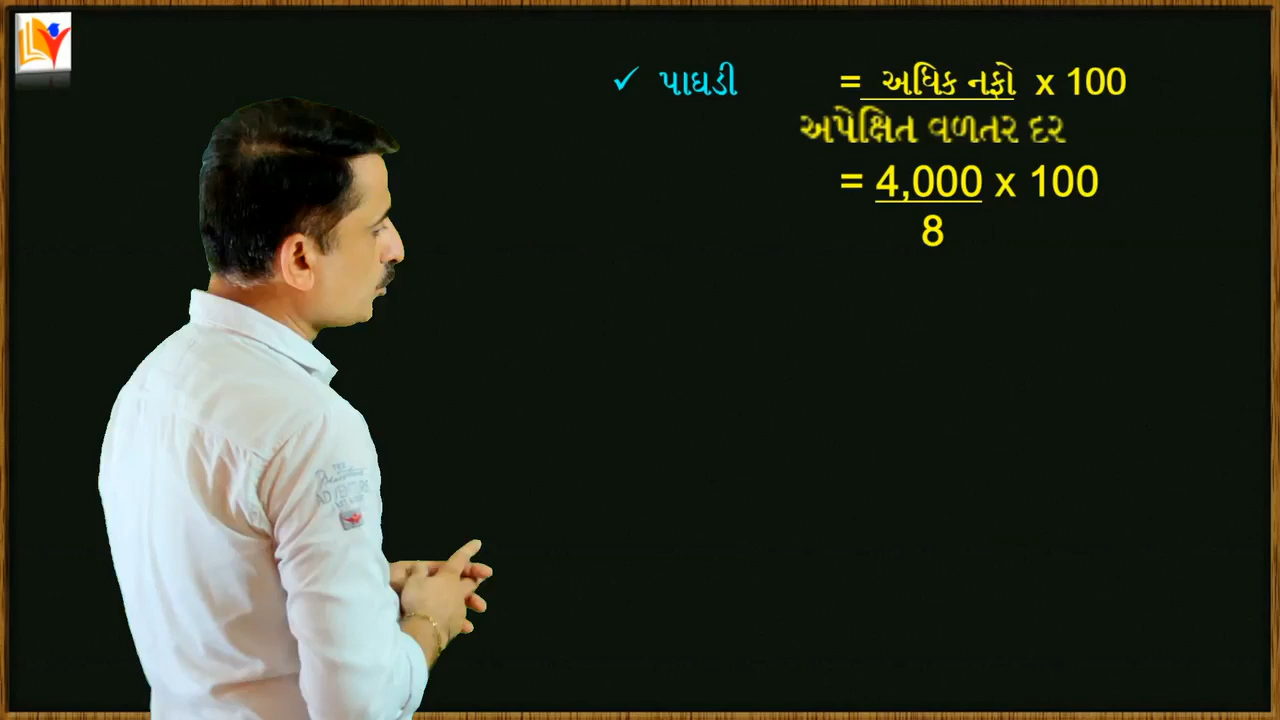 ✓ પાઘડી = અધિક નફો x 100
અપેક્ષિત વળતર દર
= 4,000 x 100
8